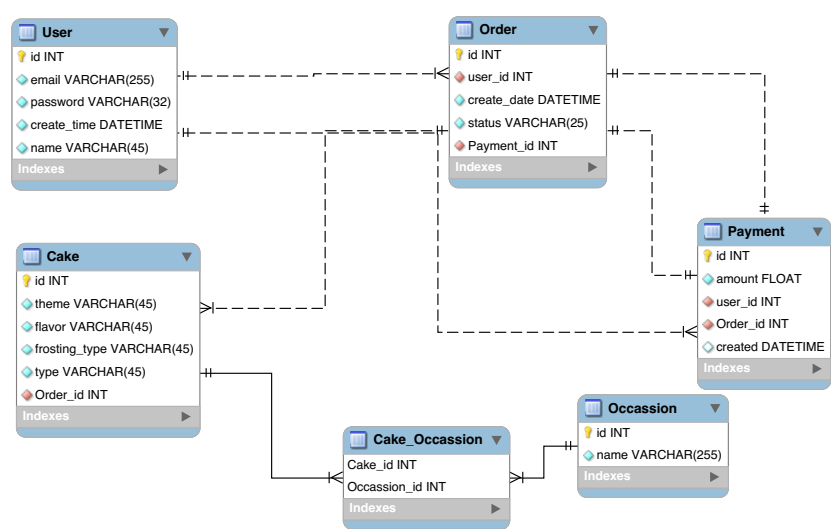 User
id INT
email VARCHAR(255)
password VARCHAR(32)
create_time DATETIME
name VARCHAR(45)
Indexes
Order
id INT
user_id INT
create_date DATETIME
status VARCHAR(25)
Payment_id INT
Indexes
Payment
id INT
amount FLOAT
user_id INT
Order_id INT
created DATETIME
Indexes
Cake
id INT
theme VARCHAR(45)
flavor VARCHAR(45)
frosting_type VARCHAR(45)
type VARCHAR(45)
Order_id INT
Indexes
Cake_Occassion
Cake_id INT
Occassion_id INT
Indexes
Occassion
id INT
name VARCHAR(255)
Indexes